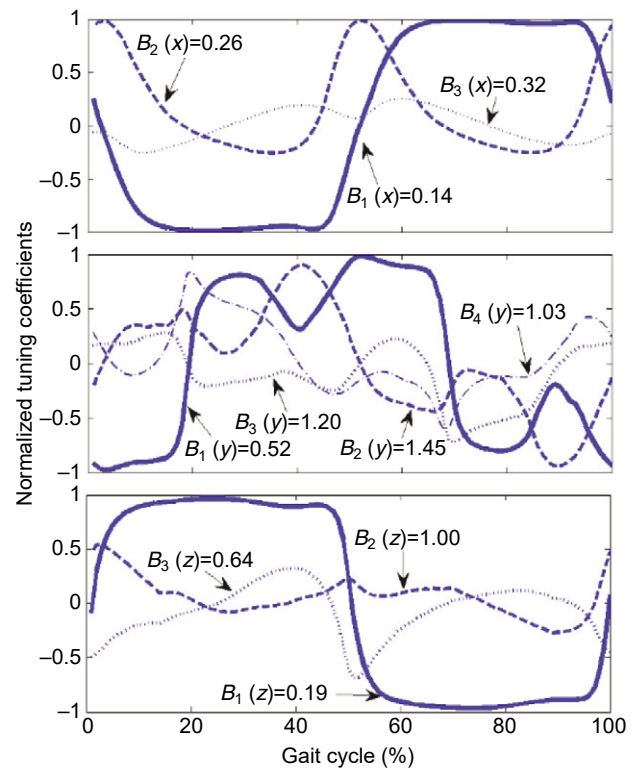 Normalized tuning coefficients
1
0.5
0
–0.5
–1
B₂ (x)=0.26
B₃ (x)=0.32
B₁ (x)=0.14
1
0.5
0
–0.5
–1
B₄ (y)=1.03
B₃ (y)=1.20
B₁ (y)=0.52
B₂ (y)=1.45
1
0.5
0
–0.5
–1
B₂ (z)=1.00
B₃ (z)=0.64
B₁ (z)=0.19
0 20 40 60 80 100
Gait cycle (%)